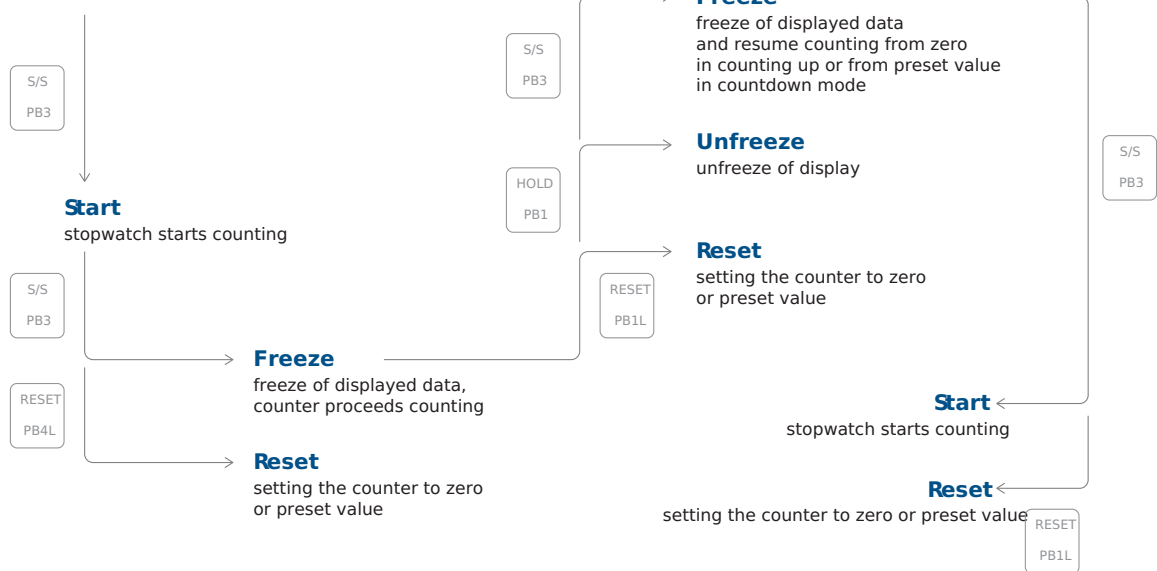 Freeze
freeze of displayed data
and resume counting from zero
in counting up or from preset value
in countdown mode
S/S
PB3
S/S
PB3
Unfreeze
unfreeze of display
S/S
PB3
HOLD
PB1
Start
stopwatch starts counting
Reset
setting the counter to zero
or preset value
S/S
PB3
RESET
PB1L
Freeze
freeze of displayed data,
counter proceeds counting
RESET
PB4L
Start
stopwatch starts counting
Reset
setting the counter to zero
or preset value
Reset
setting the counter to zero or preset value
RESET
PB1L